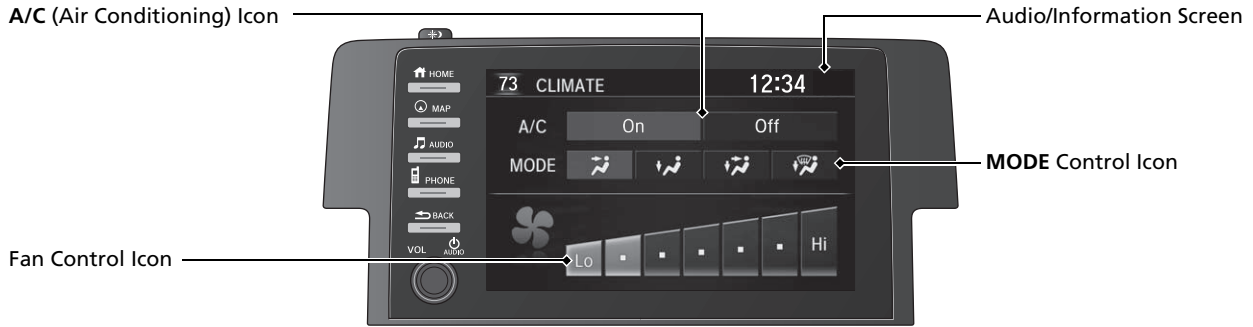 A/C (Air Conditioning) Icon
Audio/Information Screen
HOME
73 CLIMATE 12:34
MAP
A/C On Off
AUDIO
MODE
MODE Control Icon
PHONE
BACK
VOL AUDIO
Lo Hi
Fan Control Icon